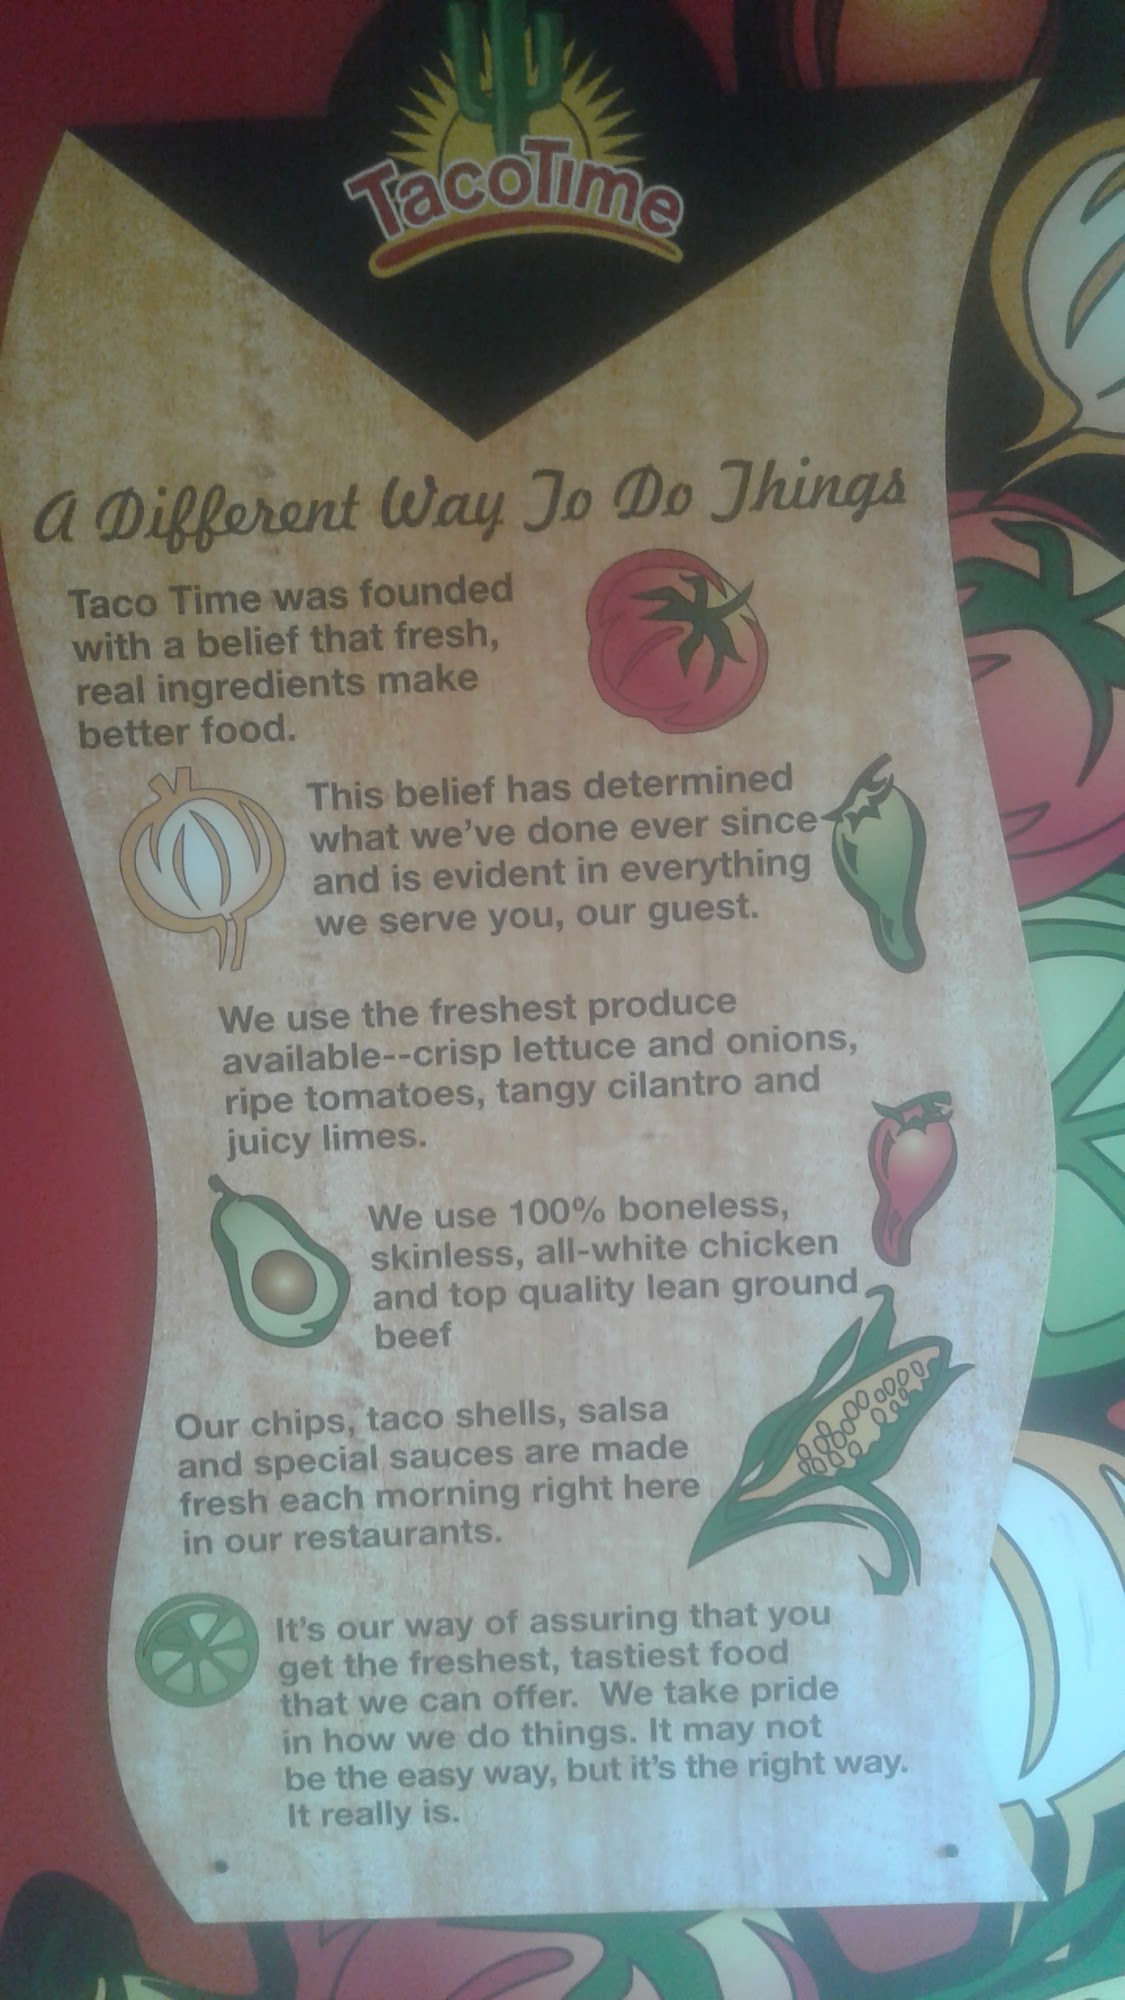 TacoTime
A Different Way To Do Things
Taco Time was founded
with a belief that fresh,
real ingredients make
better food.
This belief has determined
what we've done ever since
and is evident in everything
we serve you, our guest.
We use the freshest produce
available--crisp lettuce and onions,
ripe tomatoes, tangy cilantro and
juicy limes.
We use 100% boneless,
skinless, all-white chicken
and top quality lean ground
beef
Our chips, taco shells, salsa
and special sauces are made
fresh each morning right here
in our restaurants.
It's our way of assuring that you
get the freshest, tastiest food
that we can offer.  We take pride
in how we do things. It may not
be the easy way, but it's the right way.
It really is.